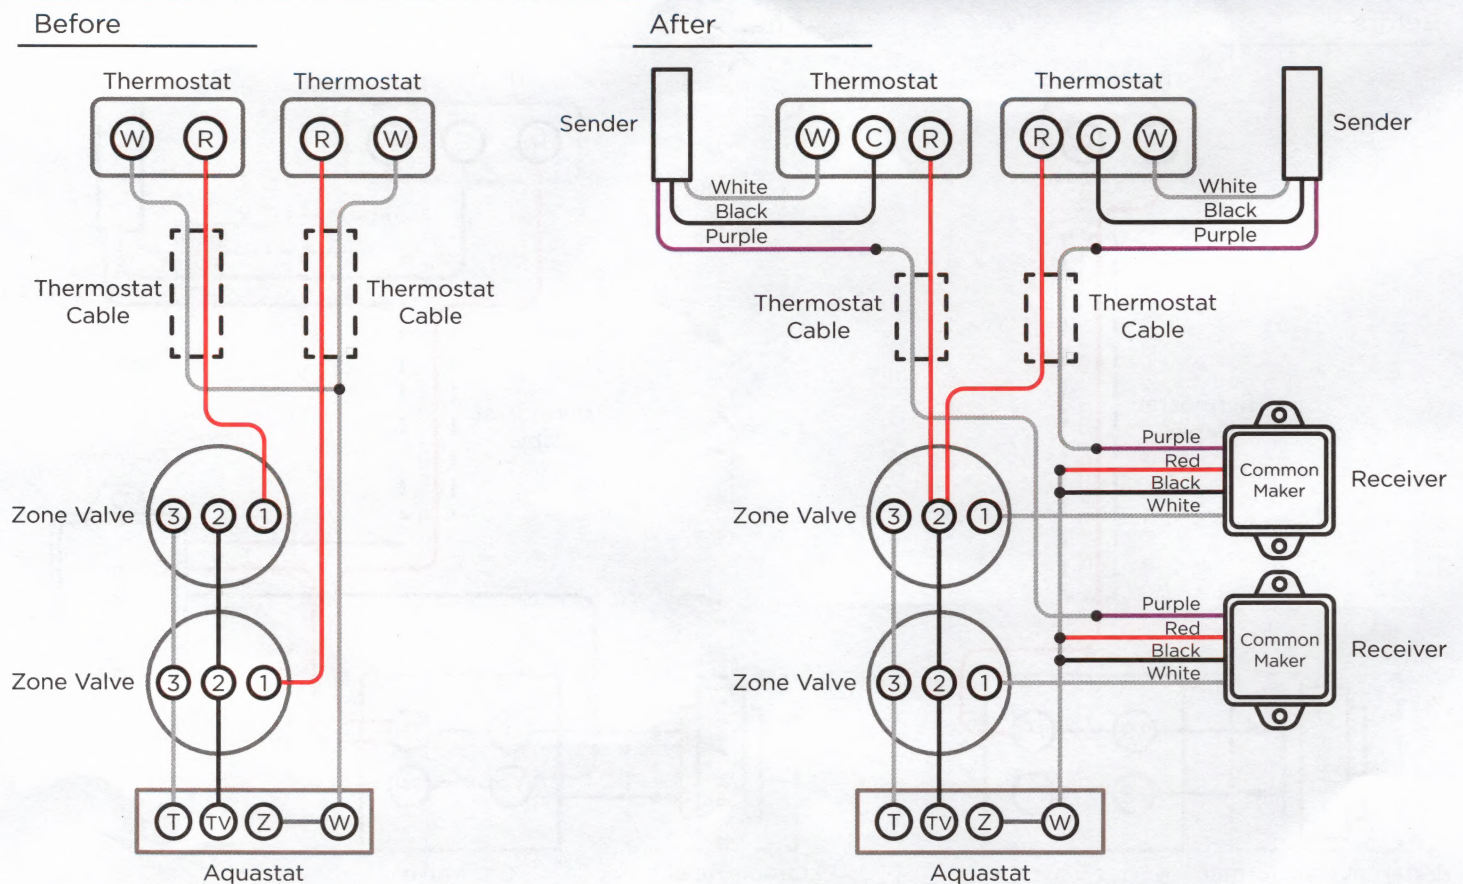 Before
Thermostat
Thermostat
W
R
R
W
Thermostat
Cable
Thermostat
Cable
Zone Valve
3
2
1
Zone Valve
3
2
1
T
TV
Z
W
Aquastat
After
Sender
Thermostat
Thermostat
Sender
W
C
R
R
C
W
White
Black
Purple
White
Black
Purple
Thermostat
Cable
Thermostat
Cable
Zone Valve
3
2
1
Purple
Red
Black
White
Common
Maker
Receiver
Zone Valve
3
2
1
Purple
Red
Black
White
Common
Maker
Receiver
T
TV
Z
W
Aquastat